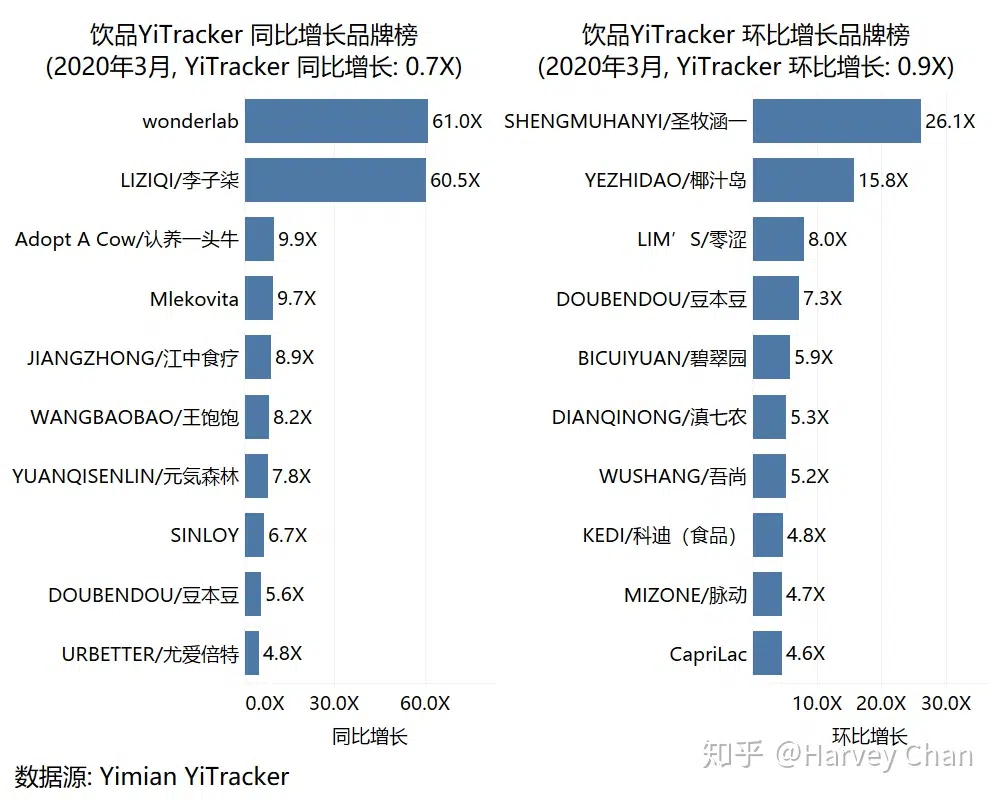 饮品YiTracker 同比增长品牌榜
(2020年3月, YiTracker 同比增长: 0.7X)
wonderlab 61.0X
LIZIQI/李子柒 60.5X
Adopt A Cow/认养一头牛 9.9X
Mlekovita 9.7X
JIANGZHONG/江中食疗 8.9X
WANGBAOBAO/王饱饱 8.2X
YUANQISENLIN/元気森林 7.8X
SINLOY 6.7X
DOUBENDOU/豆本豆 5.6X
URBETTER/尤爱倍特 4.8X
0.0X 30.0X 60.0X
同比增长
饮品YiTracker 环比增长品牌榜
(2020年3月, YiTracker 环比增长: 0.9X)
SHENGMUHANYI/圣牧涵一 26.1X
YEZHIDAO/椰汁岛 15.8X
LIM’S/零涩 8.0X
DOUBENDOU/豆本豆 7.3X
BICUIYUAN/碧翠园 5.9X
DIANQINONG/滇七农 5.3X
WUSHANG/吾尚 5.2X
KEDI/科迪（食品） 4.8X
MIZONE/脉动 4.7X
CapriLac 4.6X
10.0X 20.0X 30.0X
环比增长
数据源: Yimian YiTracker
知乎 @Harvey Chan